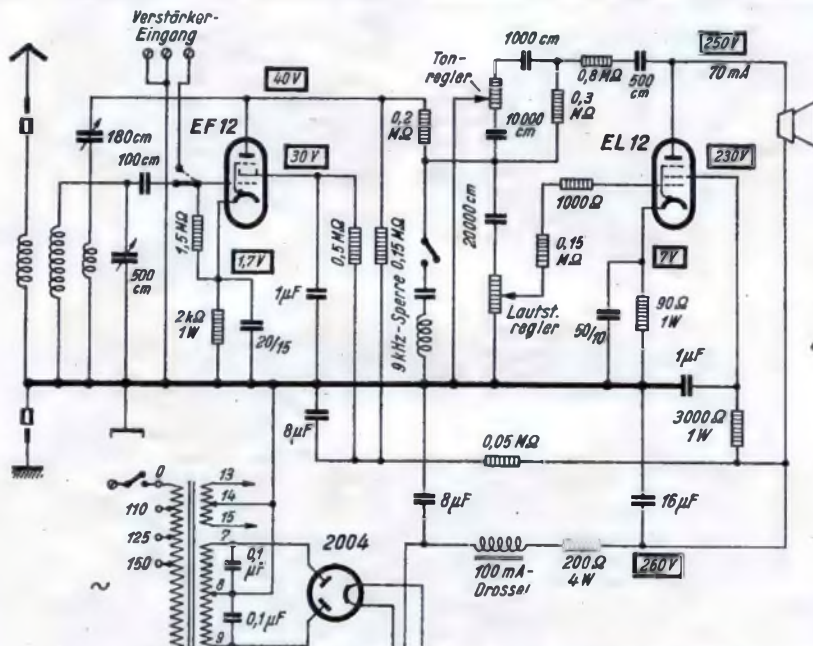 Verstärker-
Eingang
40V
EF12
180cm
100cm
30V
1,5MΩ
500
cm
1,7V
2kΩ
1W
20/15
1µF
0,5MΩ
0,15MΩ
0,2
MΩ
9kHz-Sperre
Ton-
regler
1000cm
10000
cm
0,8MΩ
500
cm
0,3
MΩ
250V
70mA
EL12
230V
20000cm
1000Ω
0,15
MΩ
Lautst.
regler
7V
50/10
90Ω
1W
1µF
3000Ω
1W
8µF
0,05MΩ
8µF
16µF
0
110
125
150
~
13
14
15
7
8
9
0,1
µF
0,1µF
2004
100mA-
Drossel
200Ω
4W
260V